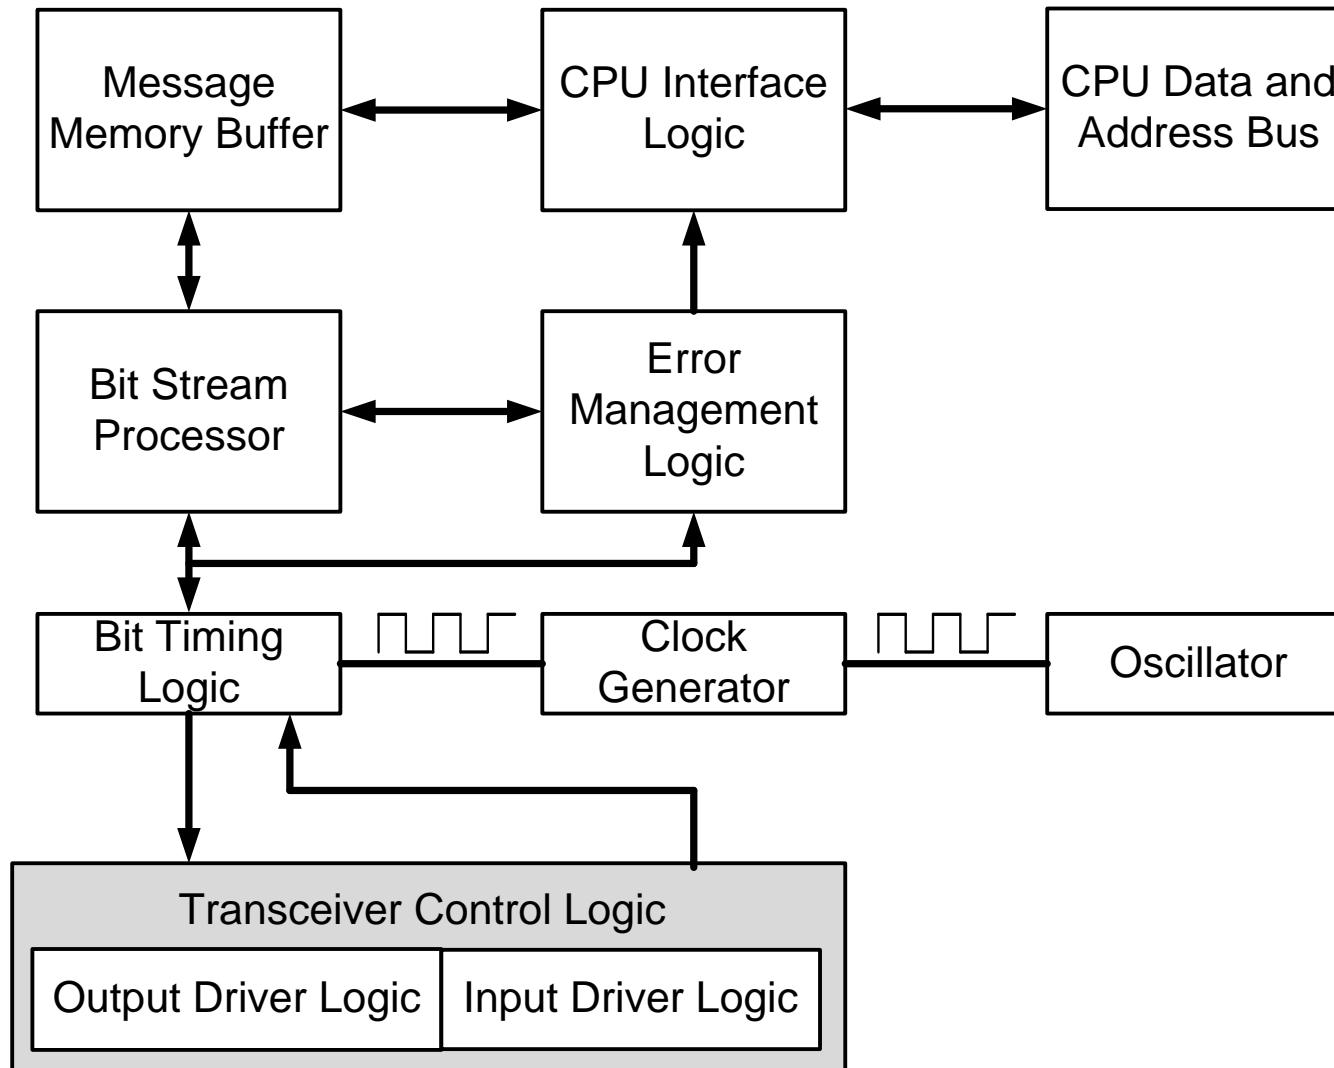 Message
Memory Buffer
CPU Interface
Logic
CPU Data and
Address Bus
Bit Stream
Processor
Error
Management
Logic
Bit Timing
Logic
Clock
Generator
Oscillator
Transceiver Control Logic
Output Driver Logic
Input Driver Logic